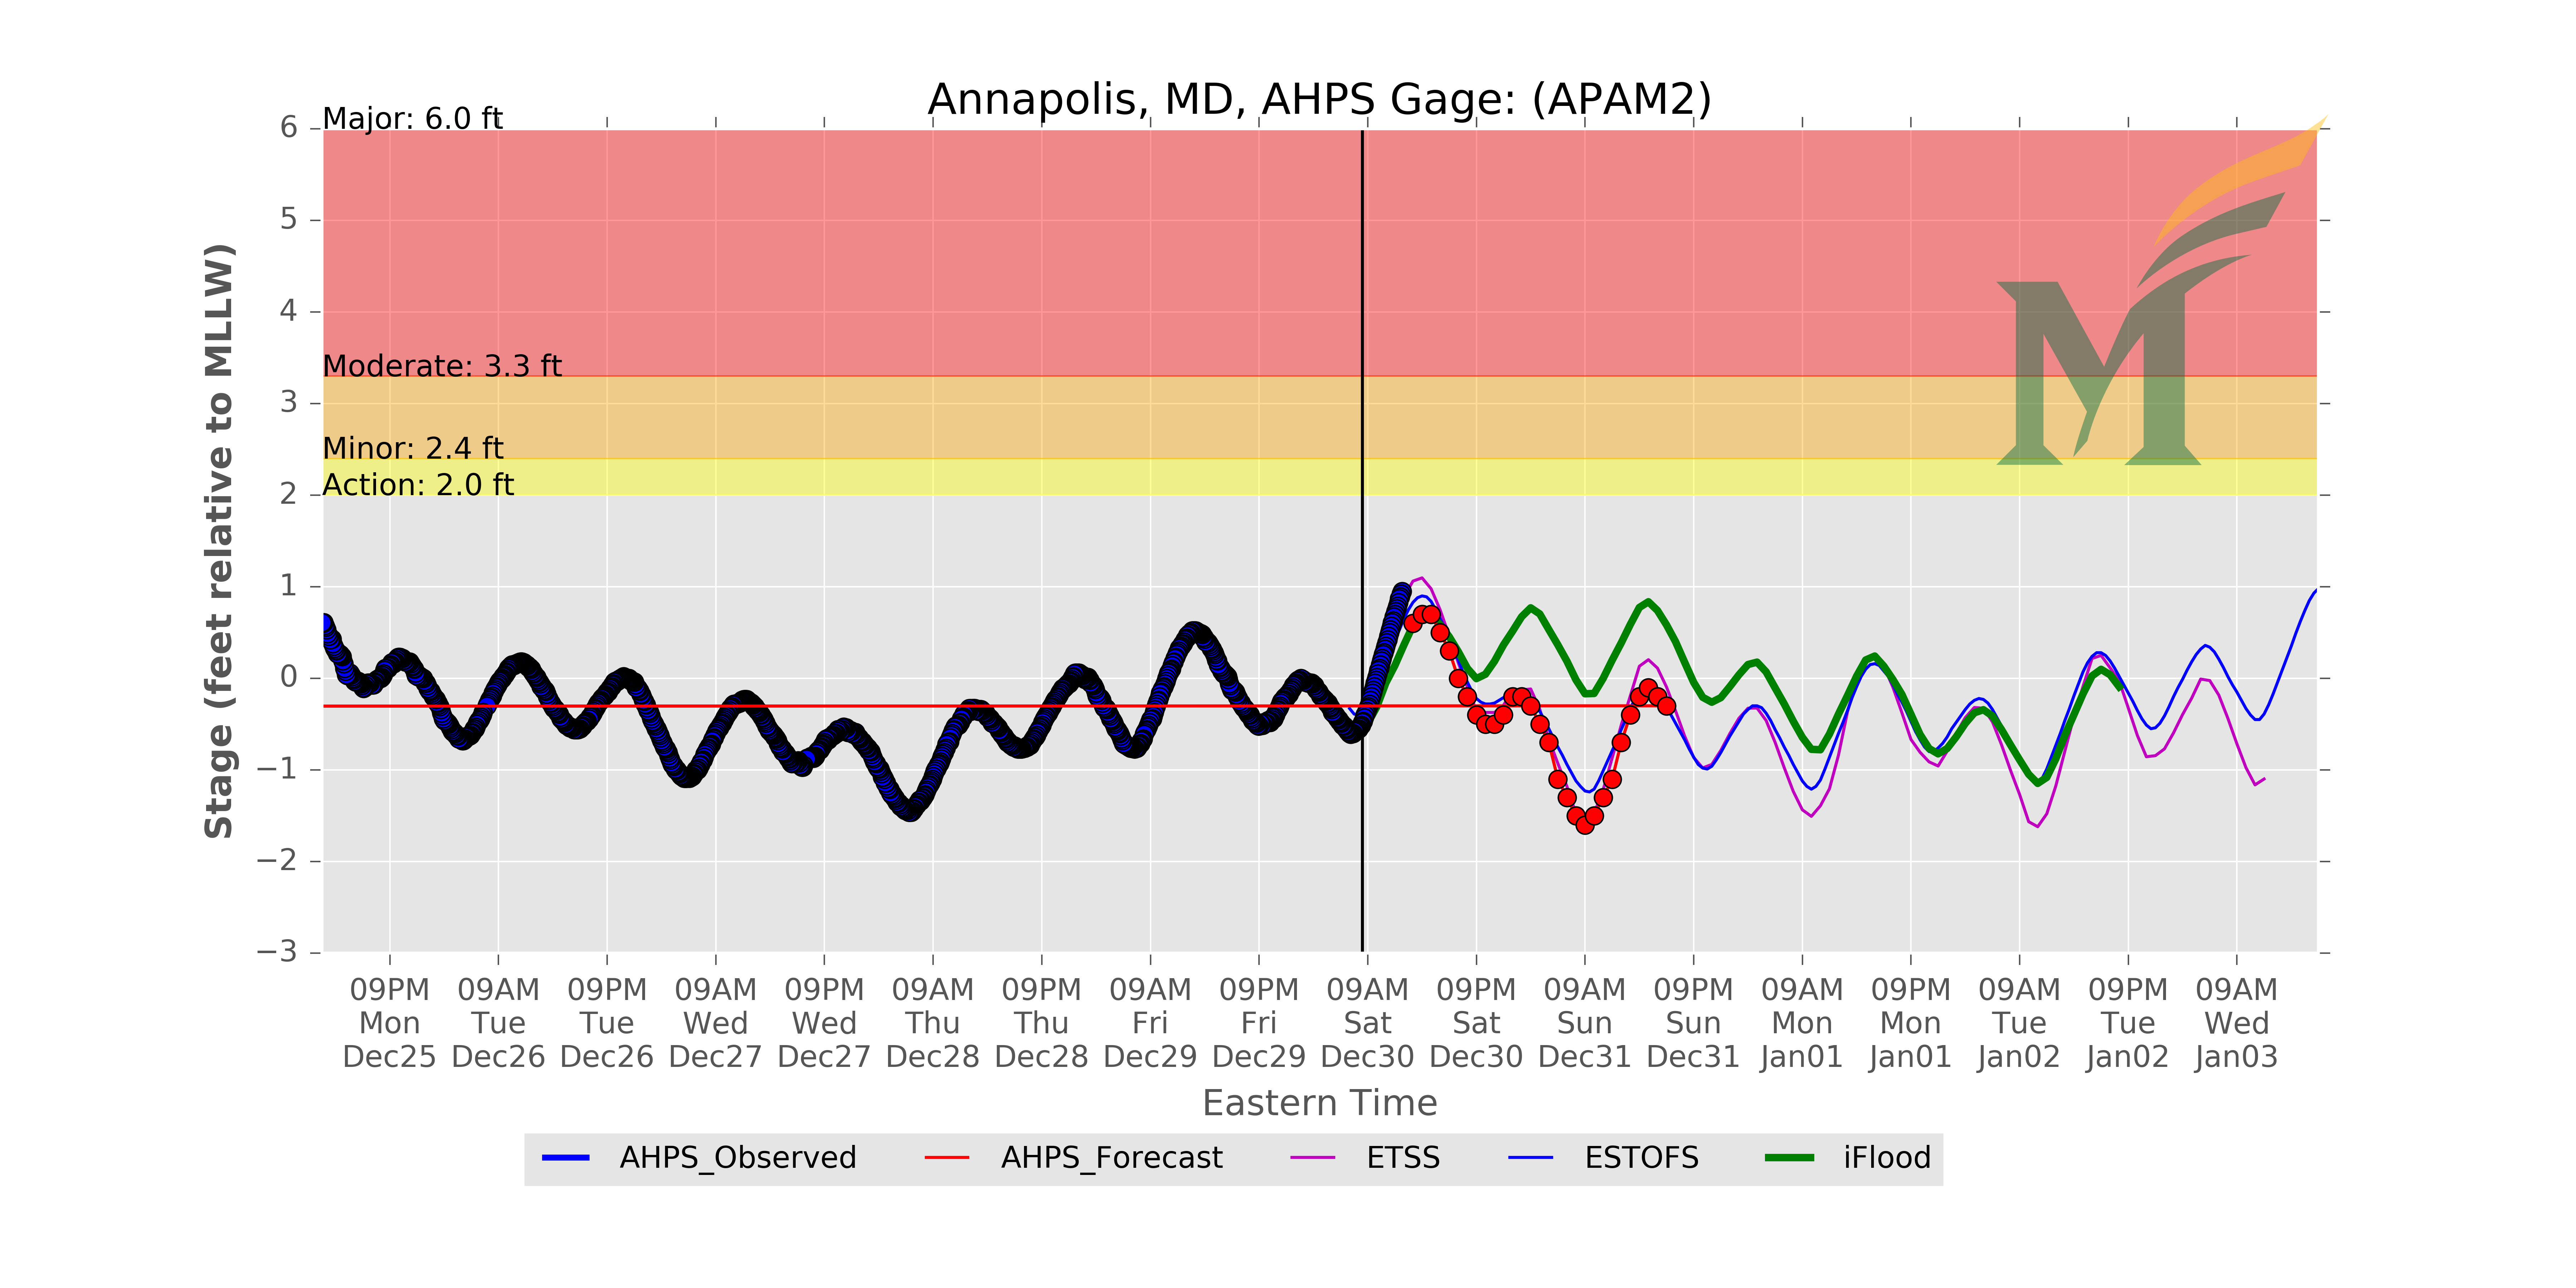 Annapolis, MD, AHPS Gage: (APAM2)
Major: 6.0 ft
Moderate: 3.3 ft
Minor: 2.4 ft
Action: 2.0 ft
Stage (feet relative to MLLW)
6
5
4
3
2
1
0
−1
−2
−3
09PM 09AM 09PM 09AM 09PM 09AM 09PM 09AM 09PM 09AM 09PM 09AM 09PM 09AM 09PM 09AM 09PM 09AM
Mon Tue Tue Wed Wed Thu Thu Fri Fri Sat Sat Sun Sun Mon Mon Tue Tue Wed
Dec25 Dec26 Dec26 Dec27 Dec27 Dec28 Dec28 Dec29 Dec29 Dec30 Dec30 Dec31 Dec31 Jan01 Jan01 Jan02 Jan02 Jan03
Eastern Time
AHPS_Observed AHPS_Forecast ETSS ESTOFS iFlood
M